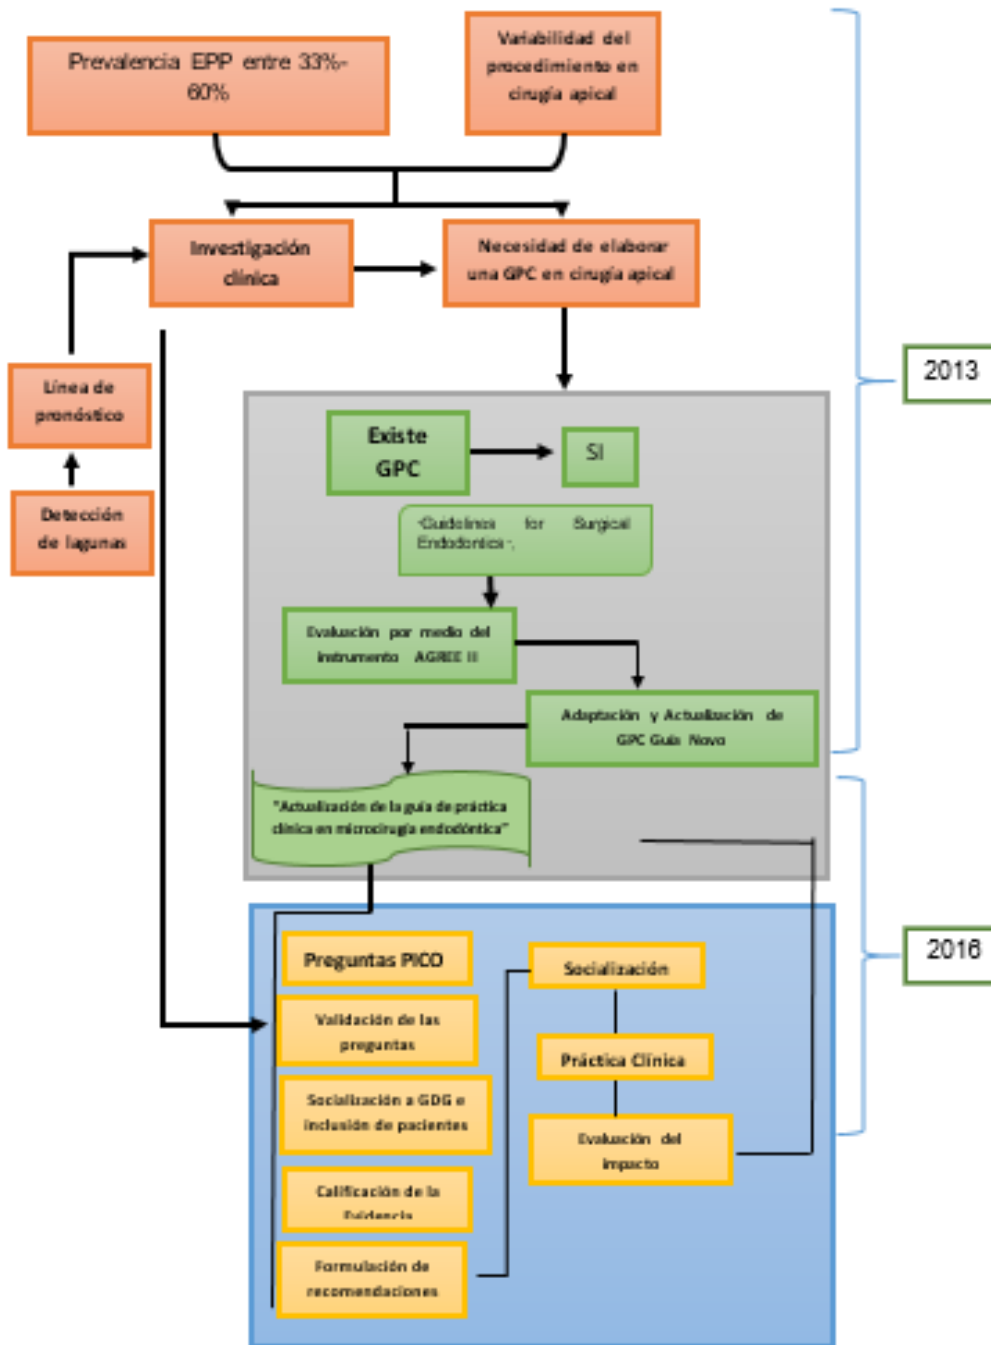 Prevalencia EPP entre 33%-
60%
Variabilidad del
procedimiento en
cirugía apical
Investigación
clínica
Necesidad de elaborar
una GPC en cirugía apical
2013
Línea de
pronóstico
Existe
GPC
SI
Detección
de lagunas
"Guidelines for Surgical
Endodontics".
Evaluación por medio del
instrumento AGREE II
Adaptación y Actualización de
GPC Guía Novo
"Actualización de la guía de práctica
clínica en microcirugía endodóntica"
2016
Preguntas PICO
Socialización
Validación de las
preguntas
Práctica Clínica
Socialización a GDG e
inclusión de pacientes
Evaluación del
impacto
Calificación de la
Evidencia
Formulación de
recomendaciones